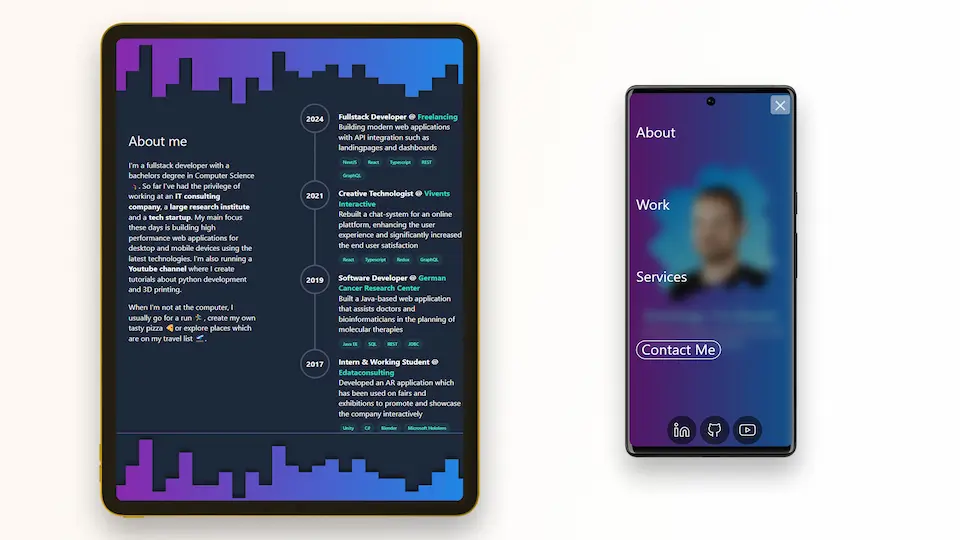 About me
I'm a fullstack developer with a
bachelors degree in Computer Science
. So far I've had the privilege of
working at an IT consulting
company, a large research institute
and a tech startup. My main focus
these days is building high
performance web applications for
desktop and mobile devices using the
latest technologies. I'm also running a
Youtube channel where I create
tutorials about python development
and 3D printing.
When I'm not at the computer, I
usually go for a run 🏃, create my own
tasty pizza 🍕 or explore places which
are on my travel list 🛫.
2024
Fullstack Developer @ Freelancing
Building modern web applications
with API integration such as
landingpages and dashboards
NextJS React Typescript REST
GraphQL
2021
Creative Technologist @ Vivents
Interactive
Rebuilt a chat-system for an online
plattform, enhancing the user
experience and significantly increased
the end user satisfaction
React Typescript Redux GraphQL
2019
Software Developer @ German
Cancer Research Center
Built a Java-based web application
that assists doctors and
bioinformaticians in the planning of
molecular therapies
Java EE SQL REST JDBC
2017
Intern & Working Student @
Edataconsulting
Developed an AR application which
has been used on fairs and
exhibitions to promote and showcase
the company interactively
Unity C# Blender Microsoft Hololens
About
Work
Services
Contact Me